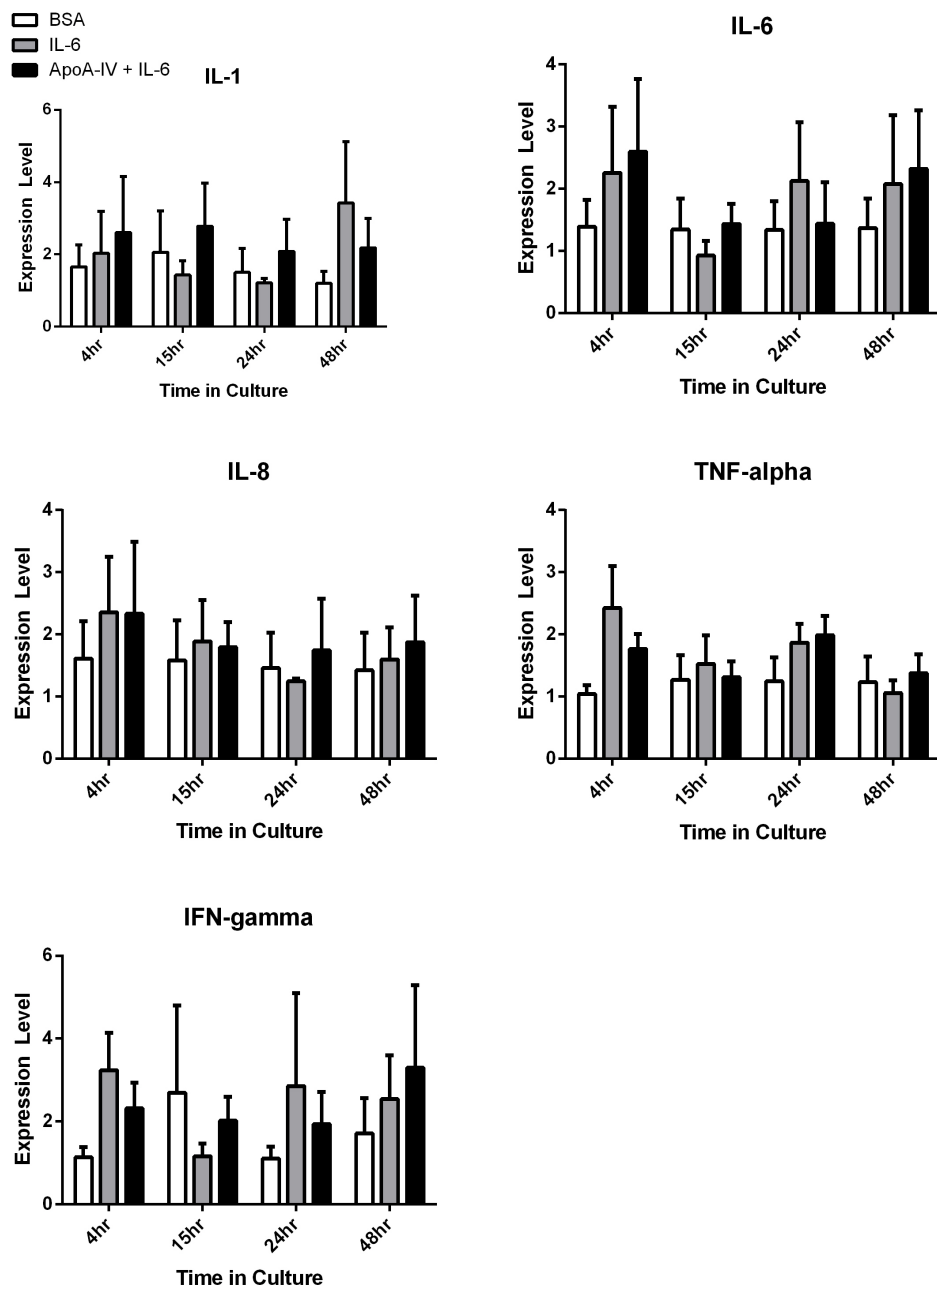 BSA
IL-6
ApoA-IV + IL-6
IL-1
Expression Level
6
4
2
0
4hr
15hr
24hr
48hr
Time in Culture
IL-6
Expression Level
4
3
2
1
0
4hr
15hr
24hr
48hr
Time in Culture
IL-8
Expression Level
4
3
2
1
0
4hr
15hr
24hr
48hr
Time in Culture
TNF-alpha
Expression Level
4
3
2
1
0
4hr
15hr
24hr
48hr
Time in Culture
IFN-gamma
Expression Level
6
4
2
0
4hr
15hr
24hr
48hr
Time in Culture